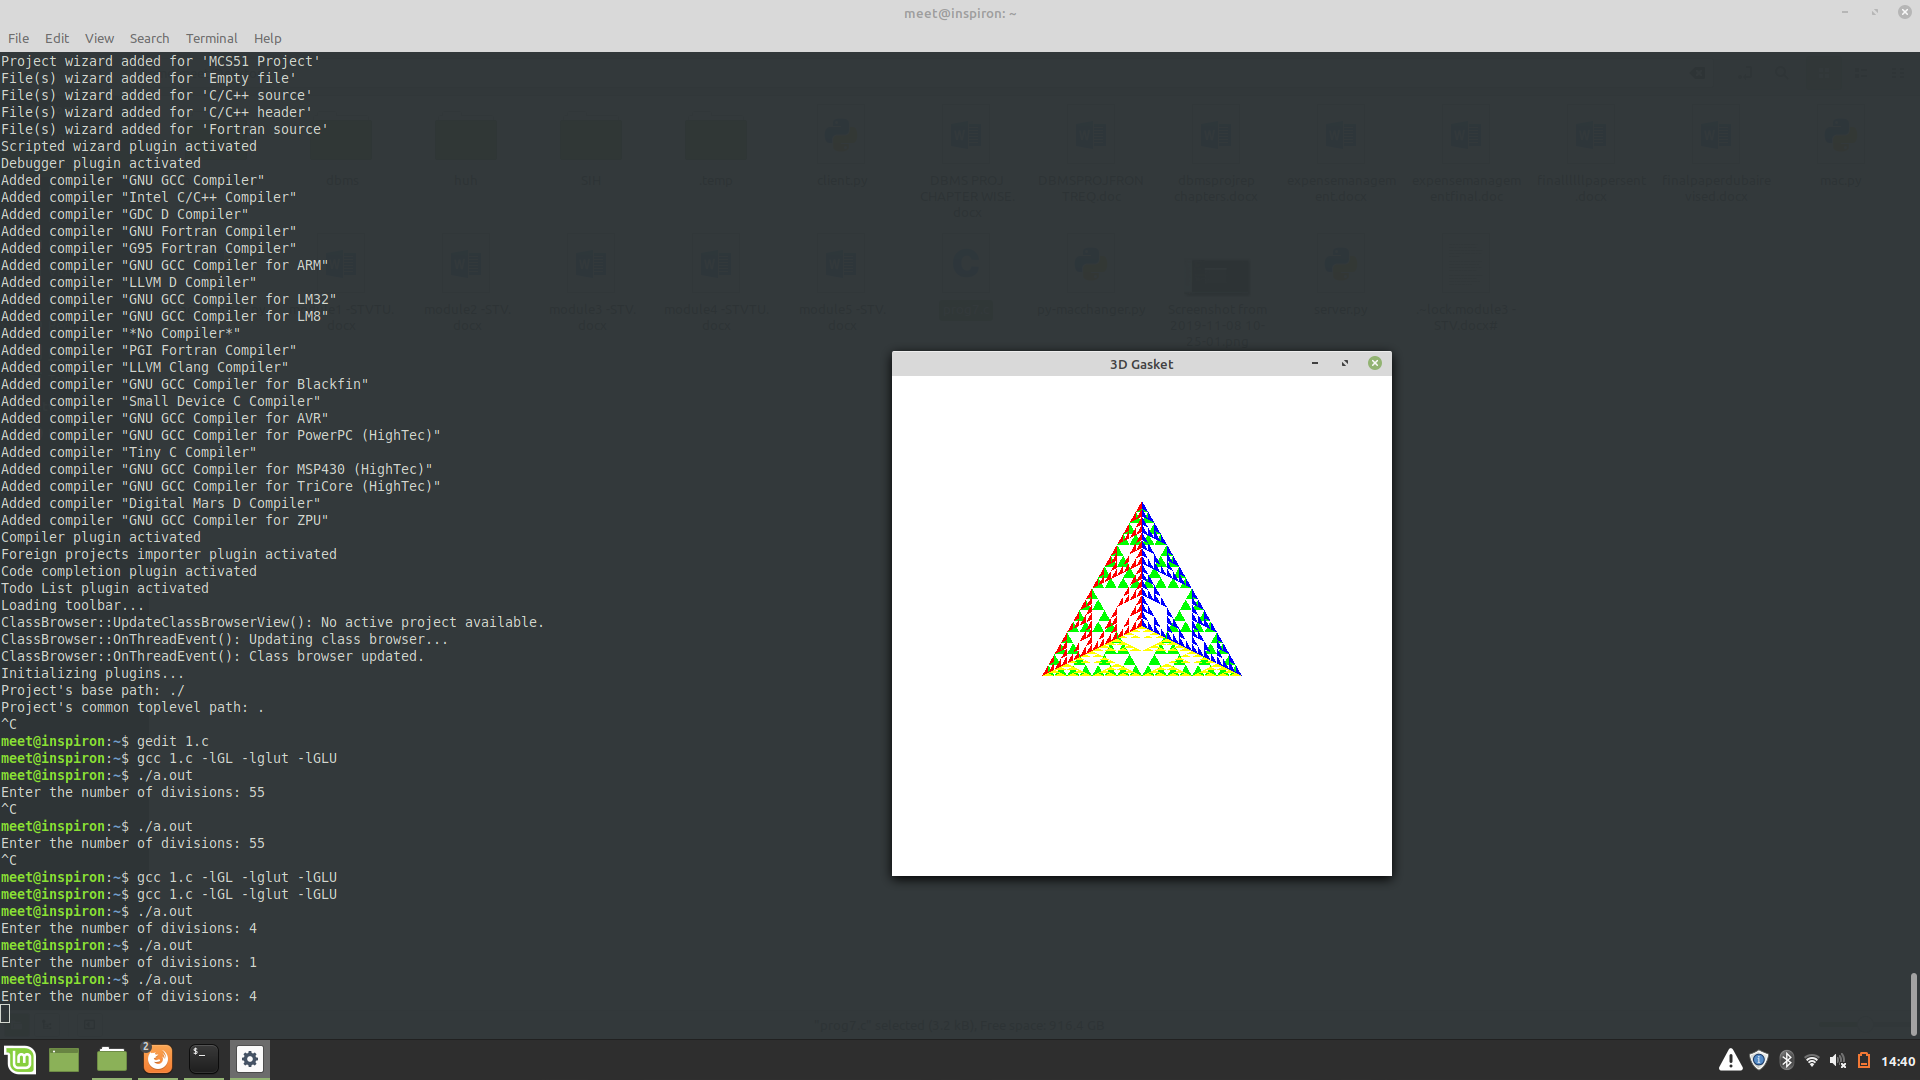 meet@inspiron: ~
File Edit View Search Terminal Help
Project wizard added for 'MCS51 Project'
File(s) wizard added for 'Empty file'
File(s) wizard added for 'C/C++ source'
File(s) wizard added for 'C/C++ header'
File(s) wizard added for 'Fortran source'
Scripted wizard plugin activated
Debugger plugin activated
Added compiler "GNU GCC Compiler"
Added compiler "Intel C/C++ Compiler"
Added compiler "GDC D Compiler"
Added compiler "GNU Fortran Compiler"
Added compiler "G95 Fortran Compiler"
Added compiler "GNU GCC Compiler for ARM"
Added compiler "LLVM D Compiler"
Added compiler "GNU GCC Compiler for LM32"
Added compiler "GNU GCC Compiler for LM8"
Added compiler "*No Compiler*"
Added compiler "PGI Fortran Compiler"
Added compiler "LLVM Clang Compiler"
Added compiler "GNU GCC Compiler for Blackfin"
Added compiler "Small Device C Compiler"
Added compiler "GNU GCC Compiler for AVR"
Added compiler "GNU GCC Compiler for PowerPC (HighTec)"
Added compiler "Tiny C Compiler"
Added compiler "GNU GCC Compiler for MSP430 (HighTec)"
Added compiler "GNU GCC Compiler for TriCore (HighTec)"
Added compiler "Digital Mars D Compiler"
Added compiler "GNU GCC Compiler for ZPU"
Compiler plugin activated
Foreign projects importer plugin activated
Code completion plugin activated
Todo List plugin activated
Loading toolbar...
ClassBrowser::UpdateClassBrowserView(): No active project available.
ClassBrowser::OnThreadEvent(): Updating class browser...
ClassBrowser::OnThreadEvent(): Class browser updated.
Initializing plugins...
Project's base path: ./
Project's common toplevel path: .
^C
meet@inspiron:~$ gedit 1.c
meet@inspiron:~$ gcc 1.c -lGL -lglut -lGLU
meet@inspiron:~$ ./a.out
Enter the number of divisions: 55
^C
meet@inspiron:~$ ./a.out
Enter the number of divisions: 55
^C
meet@inspiron:~$ gcc 1.c -lGL -lglut -lGLU
meet@inspiron:~$ gcc 1.c -lGL -lglut -lGLU
meet@inspiron:~$ ./a.out
Enter the number of divisions: 4
meet@inspiron:~$ ./a.out
Enter the number of divisions: 1
meet@inspiron:~$ ./a.out
Enter the number of divisions: 4
3D Gasket
2
$_
14:40